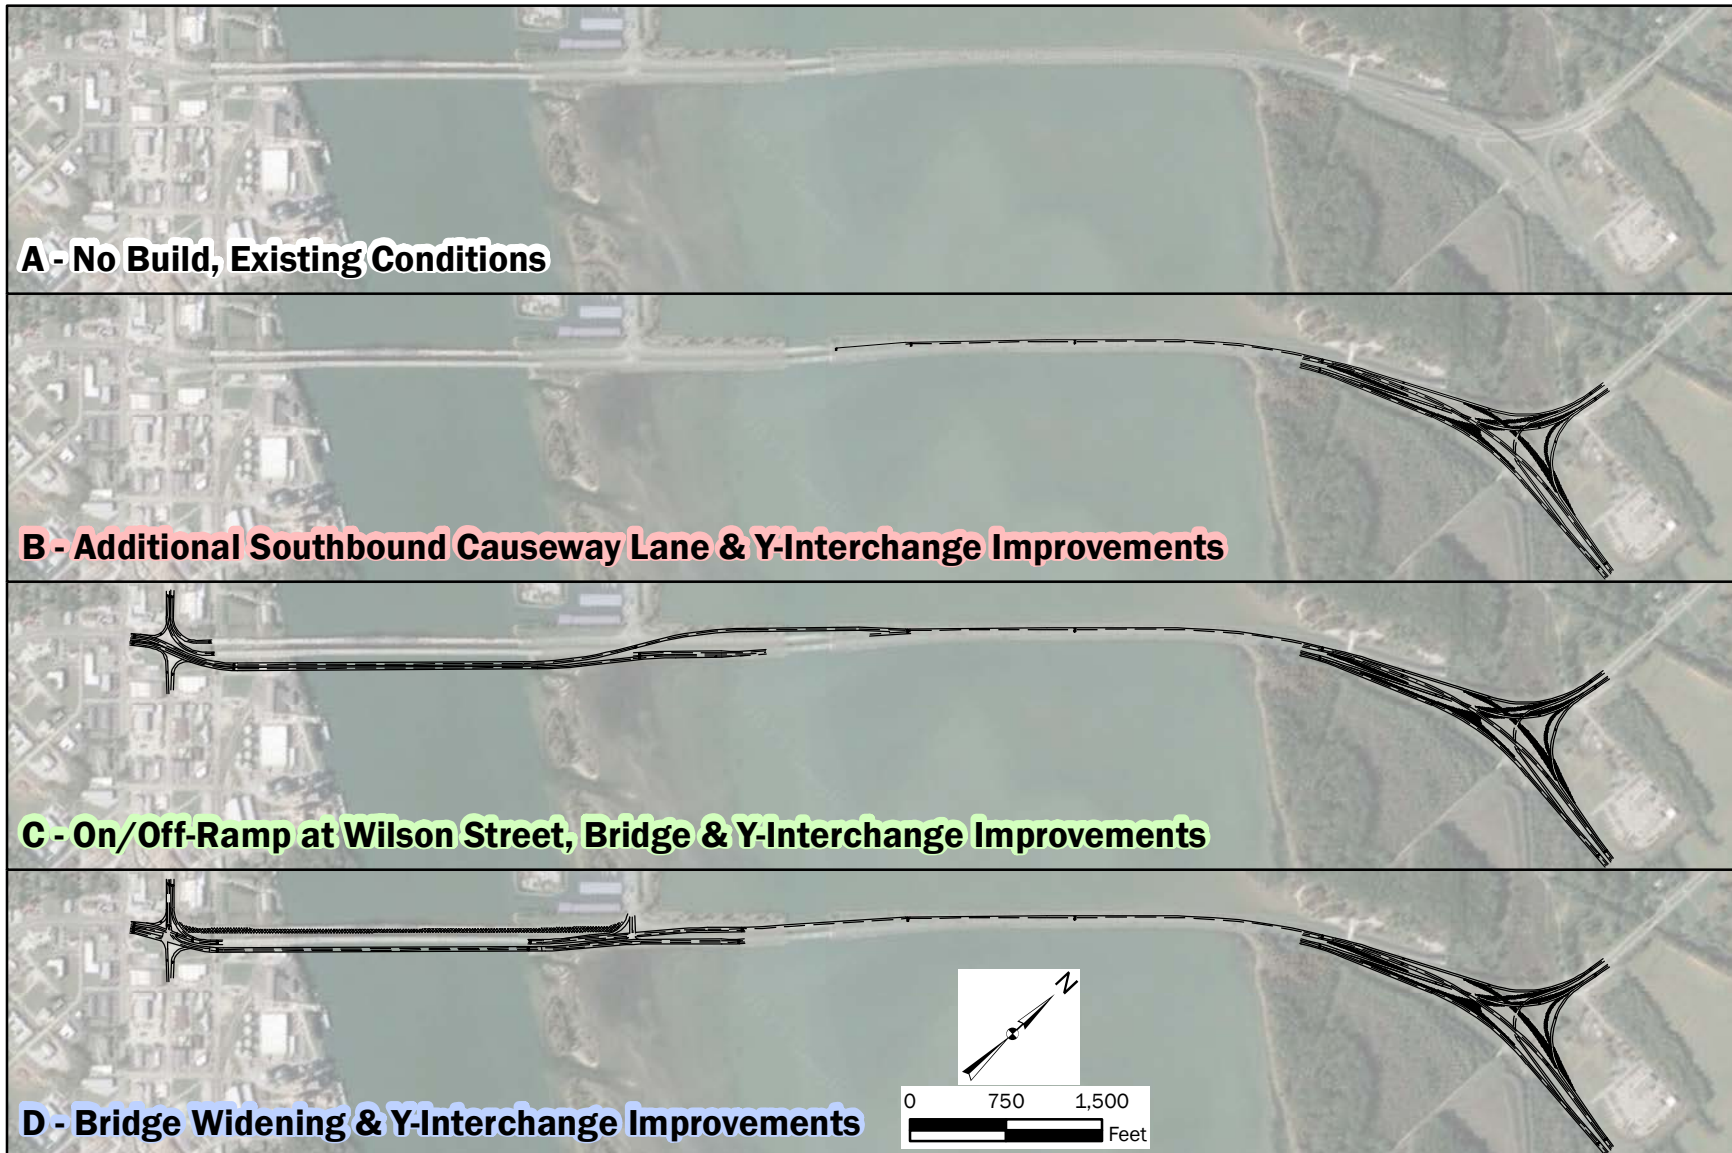 A - No Build, Existing Conditions
B - Additional Southbound Causeway Lane & Y-Interchange Improvements
C - On/Off-Ramp at Wilson Street, Bridge & Y-Interchange Improvements
N
0 750 1,500
Feet
D - Bridge Widening & Y-Interchange Improvements